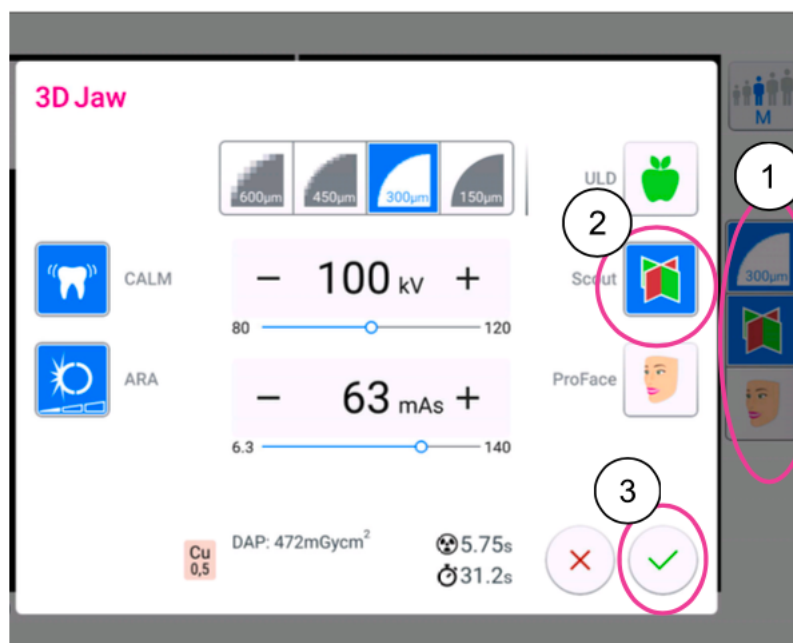 3D Jaw
M
1
600μm 450μm 300μm 150μm
ULD
2
300μm
CALM
− 100 kV +
Scout
80 120
ARA
− 63 mAs +
ProFace
6.3 140
3
Cu
0,5
DAP: 472mGycm²
5.75s
31.2s